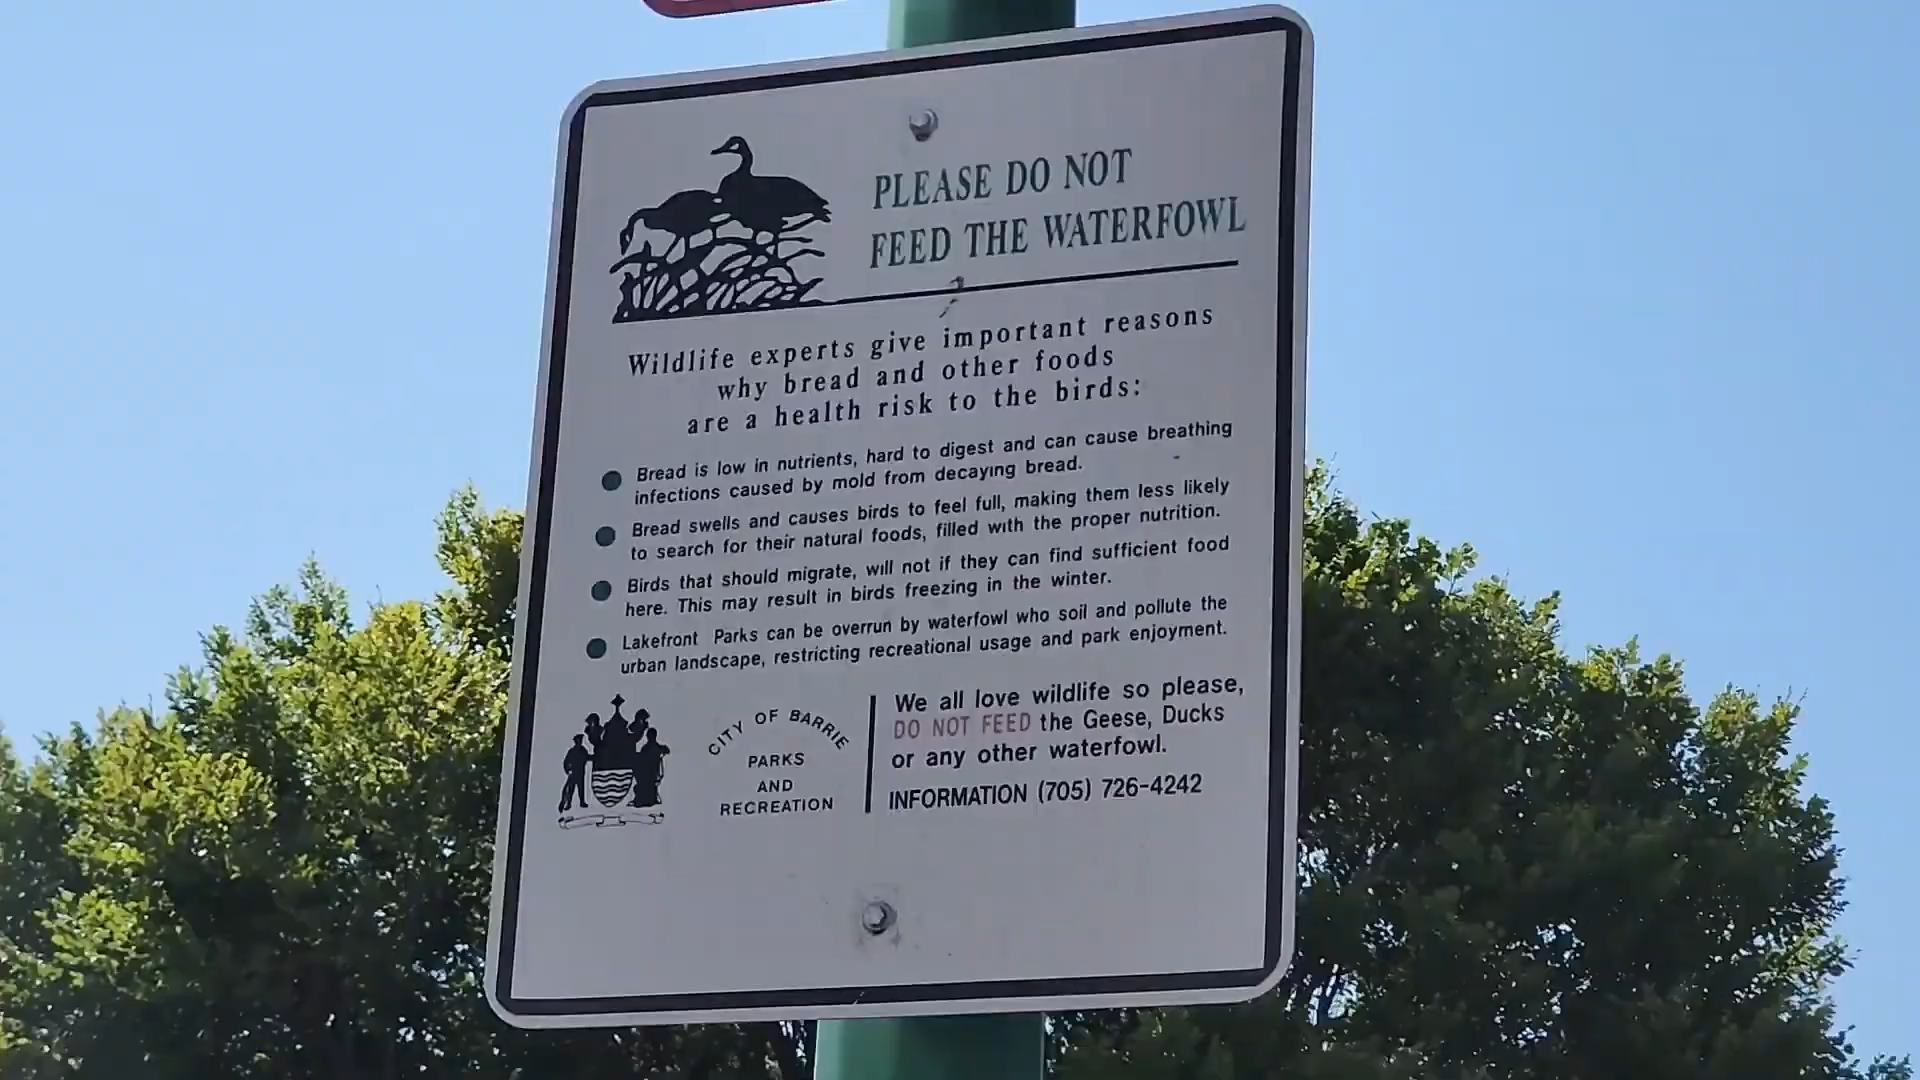 PLEASE DO NOT
FEED THE WATERFOWL
Wildlife experts give important reasons
why bread and other foods
are a health risk to the birds:
Bread is low in nutrients, hard to digest and can cause breathing
infections caused by mold from decaying bread.
Bread swells and causes birds to feel full, making them less likely
to search for their natural foods, filled with the proper nutrition.
Birds that should migrate, will not if they can find sufficient food
here. This may result in birds freezing in the winter.
Lakefront Parks can be overrun by waterfowl who soil and pollute the
urban landscape, restricting recreational usage and park enjoyment.
CITY OF BARRIE
PARKS
AND
RECREATION
We all love wildlife so please,
DO NOT FEED the Geese, Ducks
or any other waterfowl.
INFORMATION (705) 726-4242